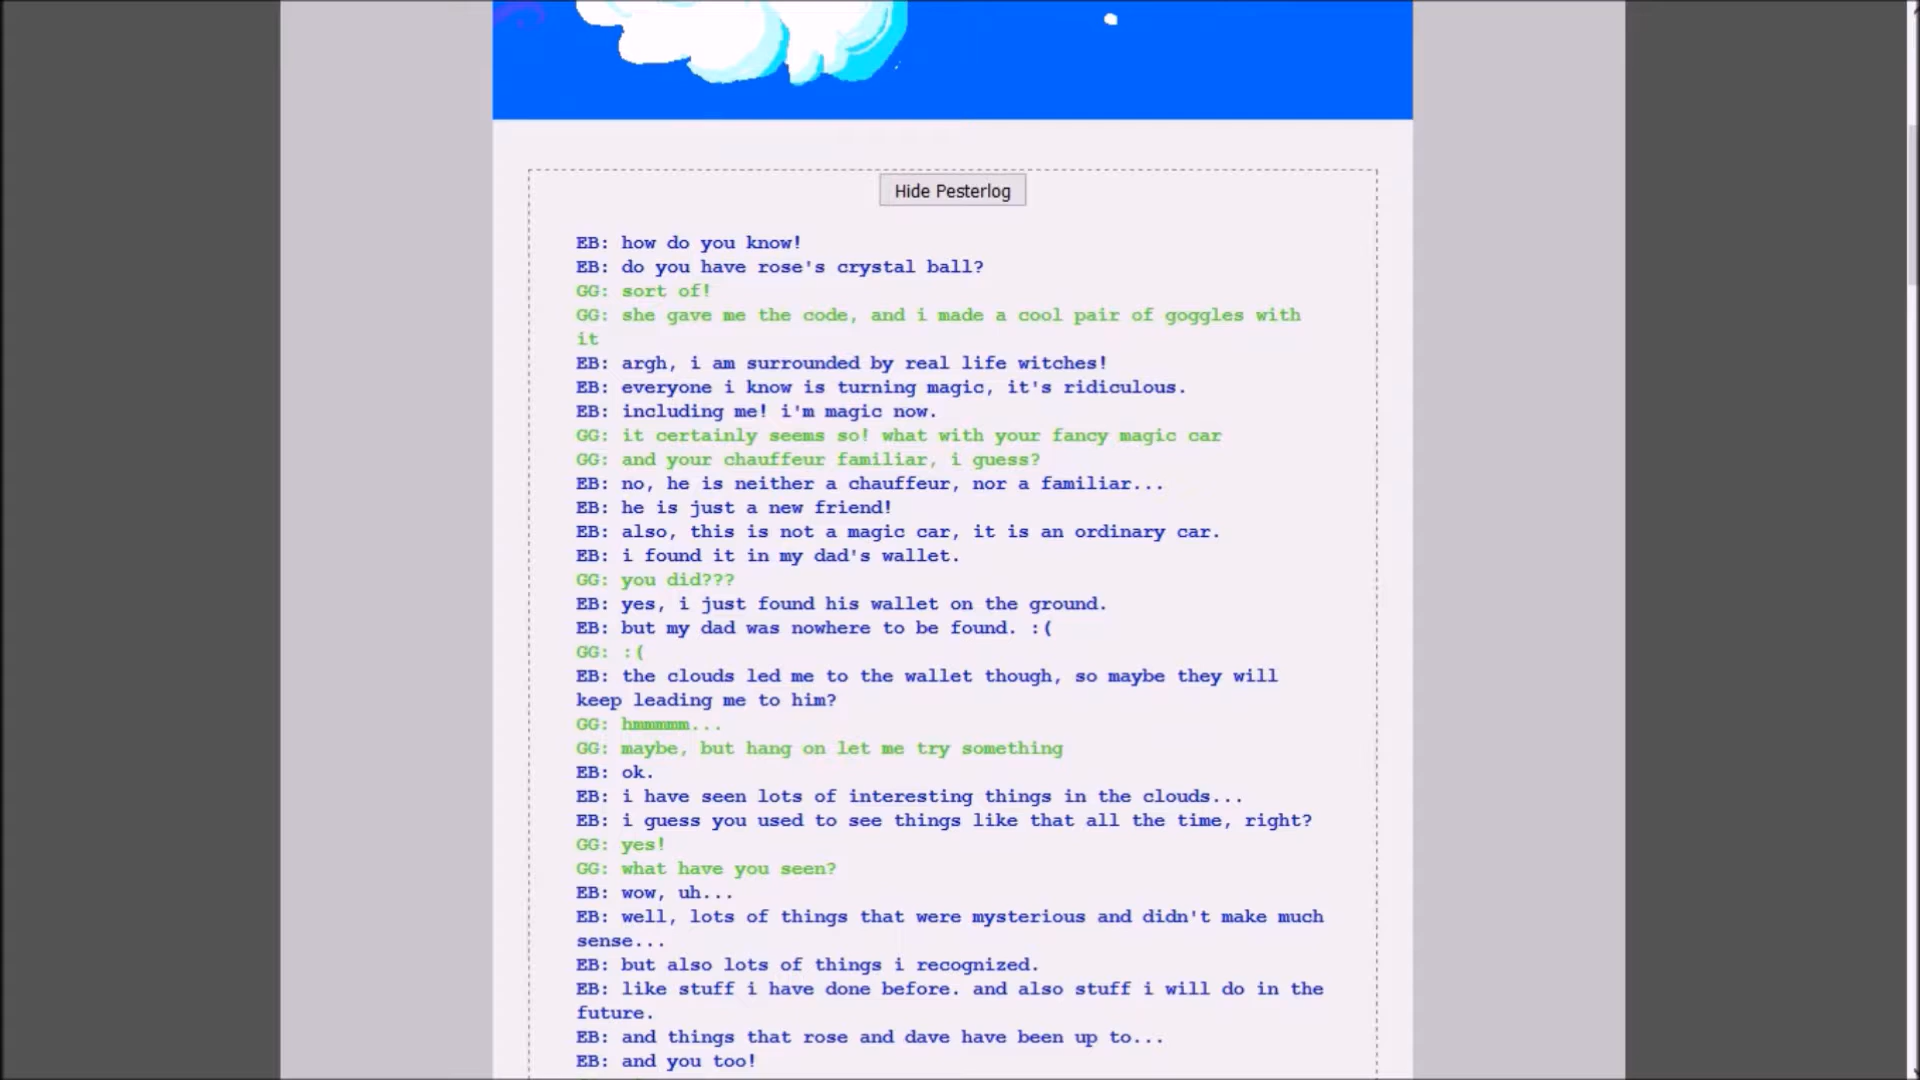 Hide Pesterlog
EB: how do you know!
EB: do you have rose's crystal ball?
GG: sort of!
GG: she gave me the code, and i made a cool pair of goggles with
it
EB: argh, i am surrounded by real life witches!
EB: everyone i know is turning magic, it's ridiculous.
EB: including me! i'm magic now.
GG: it certainly seems so! what with your fancy magic car
GG: and your chauffeur familiar, i guess?
EB: no, he is neither a chauffeur, nor a familiar...
EB: he is just a new friend!
EB: also, this is not a magic car, it is an ordinary car.
EB: i found it in my dad's wallet.
GG: you did???
EB: yes, i just found his wallet on the ground.
EB: but my dad was nowhere to be found. :(
GG: :(
EB: the clouds led me to the wallet though, so maybe they will
keep leading me to him?
GG: hmmmmm...
GG: maybe, but hang on let me try something
EB: ok.
EB: i have seen lots of interesting things in the clouds...
EB: i guess you used to see things like that all the time, right?
GG: yes!
GG: what have you seen?
EB: wow, uh...
EB: well, lots of things that were mysterious and didn't make much
sense...
EB: but also lots of things i recognized.
EB: like stuff i have done before. and also stuff i will do in the
future.
EB: and things that rose and dave have been up to...
EB: and you too!